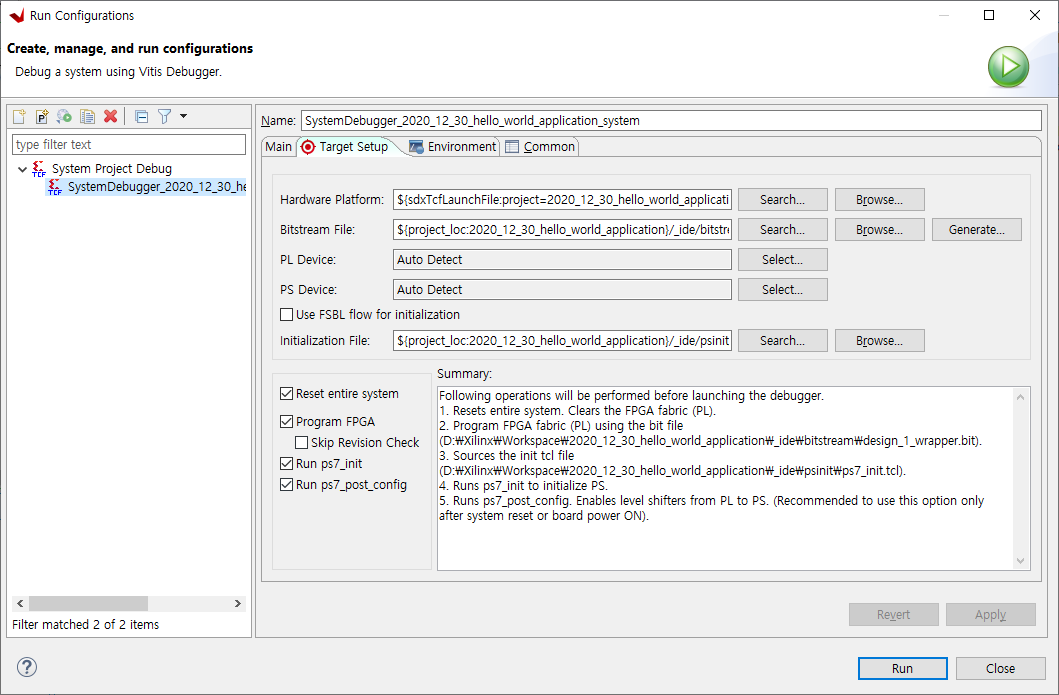 Run Configurations
Create, manage, and run configurations
Debug a system using Vitis Debugger.
type filter text
System Project Debug
SystemDebugger_2020_12_30_he
Filter matched 2 of 2 items
Name: SystemDebugger_2020_12_30_hello_world_application_system
Main Target Setup Environment Common
Hardware Platform: ${sdxTcfLaunchFile:project=2020_12_30_hello_world_applicati Search... Browse...
Bitstream File: ${project_loc:2020_12_30_hello_world_application}/_ide/bitstre Search... Browse... Generate...
PL Device: Auto Detect Select...
PS Device: Auto Detect Select...
Use FSBL flow for initialization
Initialization File: ${project_loc:2020_12_30_hello_world_application}/_ide/psinit Search... Browse...
Reset entire system
Program FPGA
Skip Revision Check
Run ps7_init
Run ps7_post_config
Summary:
Following operations will be performed before launching the debugger.
1. Resets entire system. Clears the FPGA fabric (PL).
2. Program FPGA fabric (PL) using the bit file
(D:₩Xilinx₩Workspace₩2020_12_30_hello_world_application₩_ide₩bitstream₩design_1_wrapper.bit).
3. Sources the init tcl file
(D:₩Xilinx₩Workspace₩2020_12_30_hello_world_application₩_ide₩psinit₩ps7_init.tcl).
4. Runs ps7_init to initialize PS.
5. Runs ps7_post_config. Enables level shifters from PL to PS. (Recommended to use this option only
after system reset or board power ON).
Revert Apply
Run Close